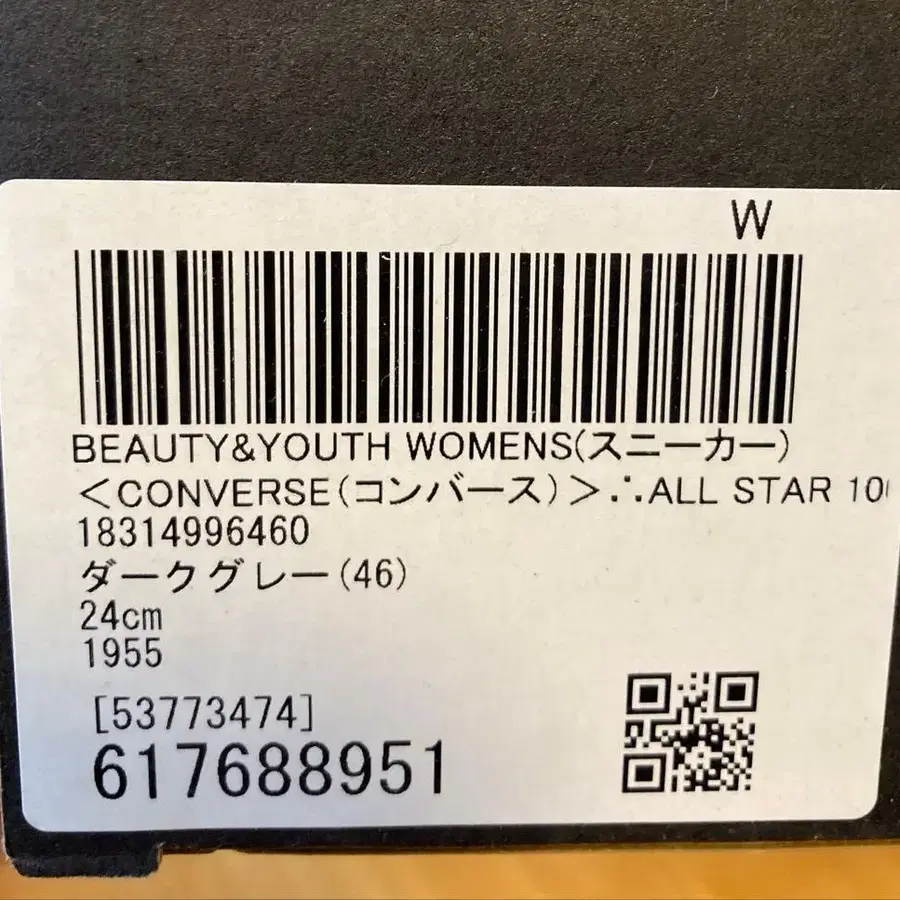 W
BEAUTY&YOUTH WOMENS(スニーカー)
＜CONVERSE(コンバース)＞∴ALL STAR 10
18314996460
ダークグレー(46)
24cm
1955
[53773474]
617688951